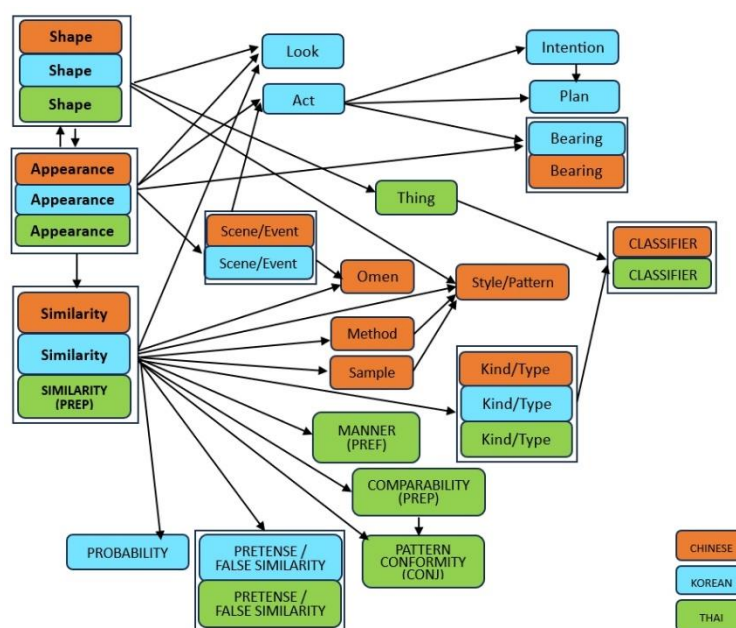 Shape
Shape
Shape
Look
Act
Intention
Plan
Bearing
Bearing
Appearance
Appearance
Appearance
Thing
Scene/Event
Scene/Event
Omen
Style/Pattern
CLASSIFIER
CLASSIFIER
Similarity
Similarity
SIMILARITY
(PREP)
Method
Sample
Kind/Type
Kind/Type
Kind/Type
MANNER
(PREF)
COMPARABILITY
(PREP)
PROBABILITY
PRETENSE /
FALSE SIMILARITY
PRETENSE /
FALSE SIMILARITY
PATTERN
CONFORMITY
(CONJ)
CHINESE
KOREAN
THAI